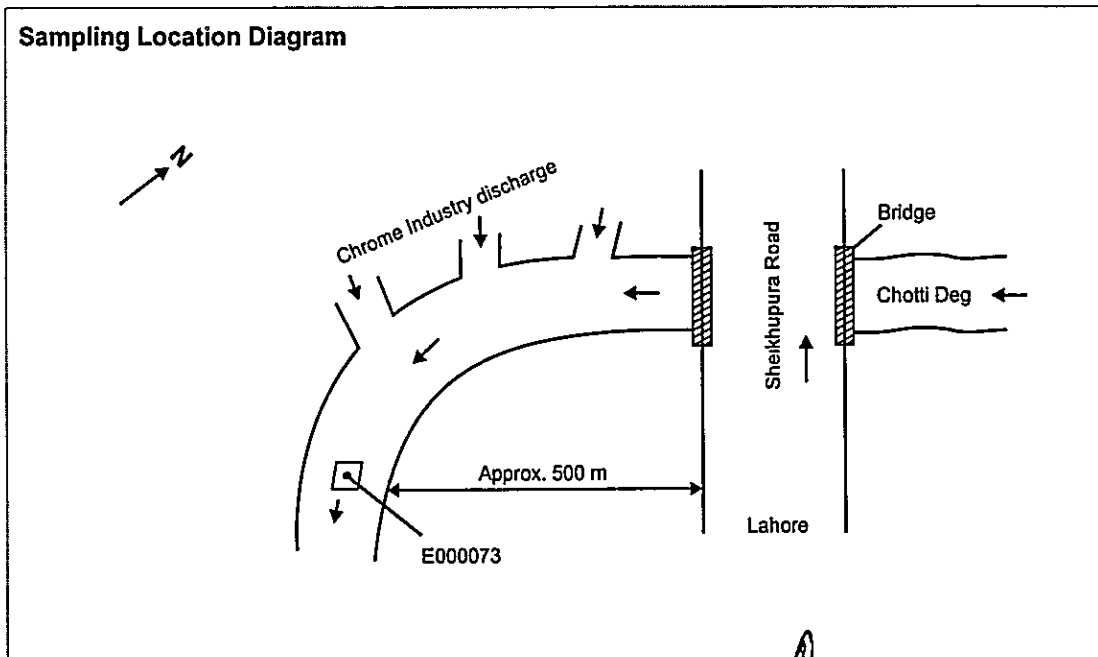 Sampling Location Diagram
N
Chrome Industry discharge
Bridge
Sheikhupura Road
Chotti Deg
Approx. 500 m
Lahore
E000073